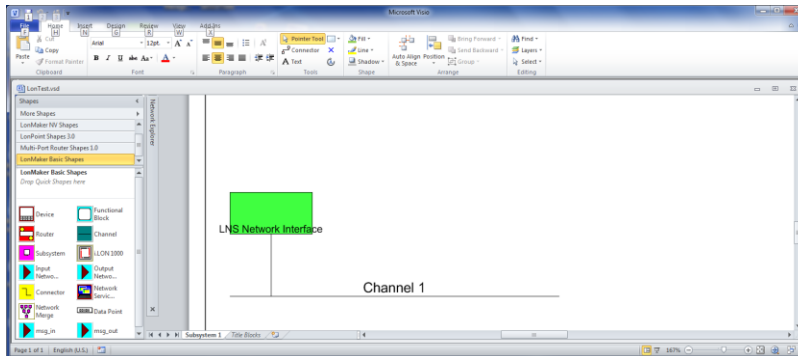 Microsoft Visio
File Home Insert Design Review View Add-Ins
F H N G R W X
Paste
Cut
Copy
Format Painter
Clipboard
Arial 12pt. A A
B I U abc Aa A
Font
Paragraph
Pointer Tool
Connector
A Text
Tools
Fill
Line
Shadow
Shape
Auto Align & Space
Position
Bring Forward
Send Backward
Group
Arrange
Find
Layers
Select
Editing
LonTest.vsd
Shapes
More Shapes
LonMaker NV Shapes
LonPoint Shapes 3.0
Multi-Port Router Shapes 1.0
LonMaker Basic Shapes
LonMaker Basic Shapes
Drop Quick Shapes here
Device
Functional Block
Router
Channel
Subsystem
i.LON 1000
Input Netwo...
Output Netwo...
Connector
Network Servic...
Network Merge
Data Point
msg_in
msg_out
Network Explorer
LNS Network Interface
Channel 1
Subsystem 1 Title Blocks
Page 1 of 1 English (U.S.)
167%